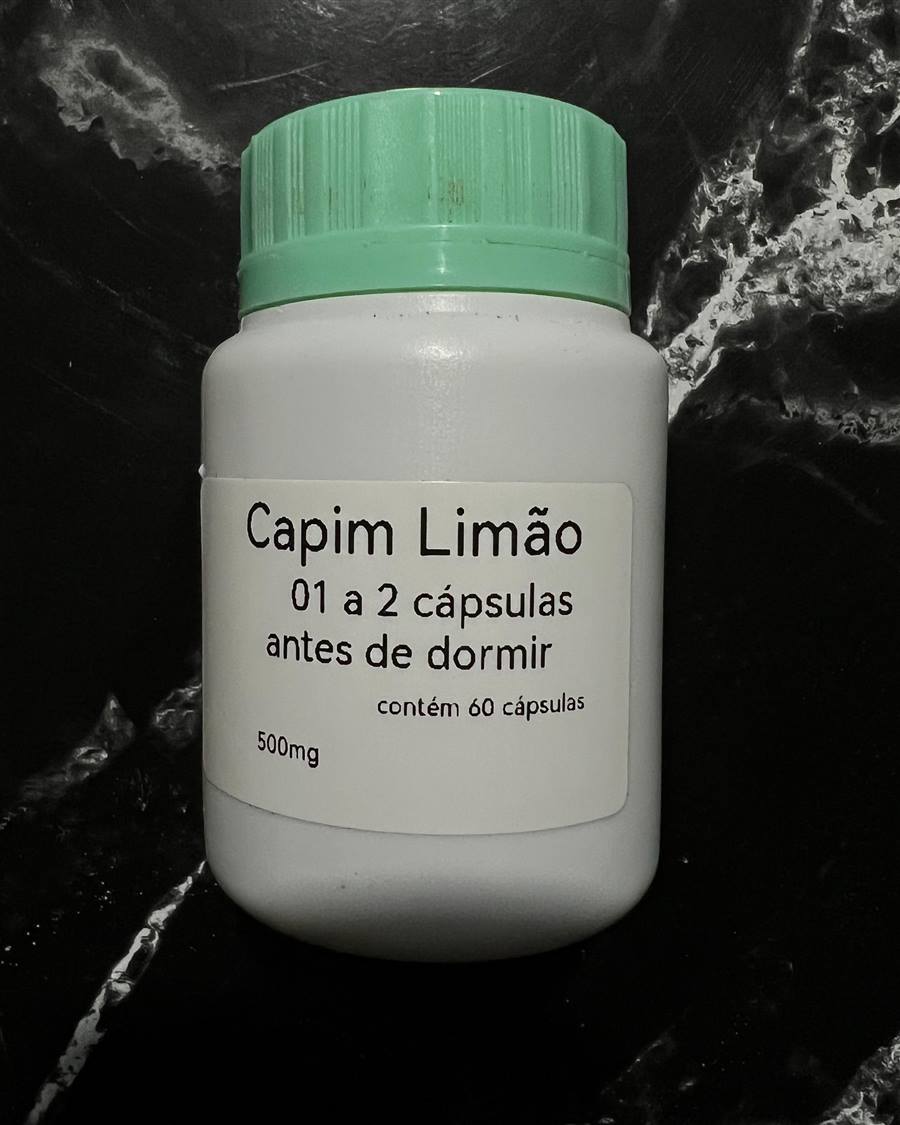 Capim Limão
01 a 2 cápsulas
antes de dormir
contém 60 cápsulas
500mg